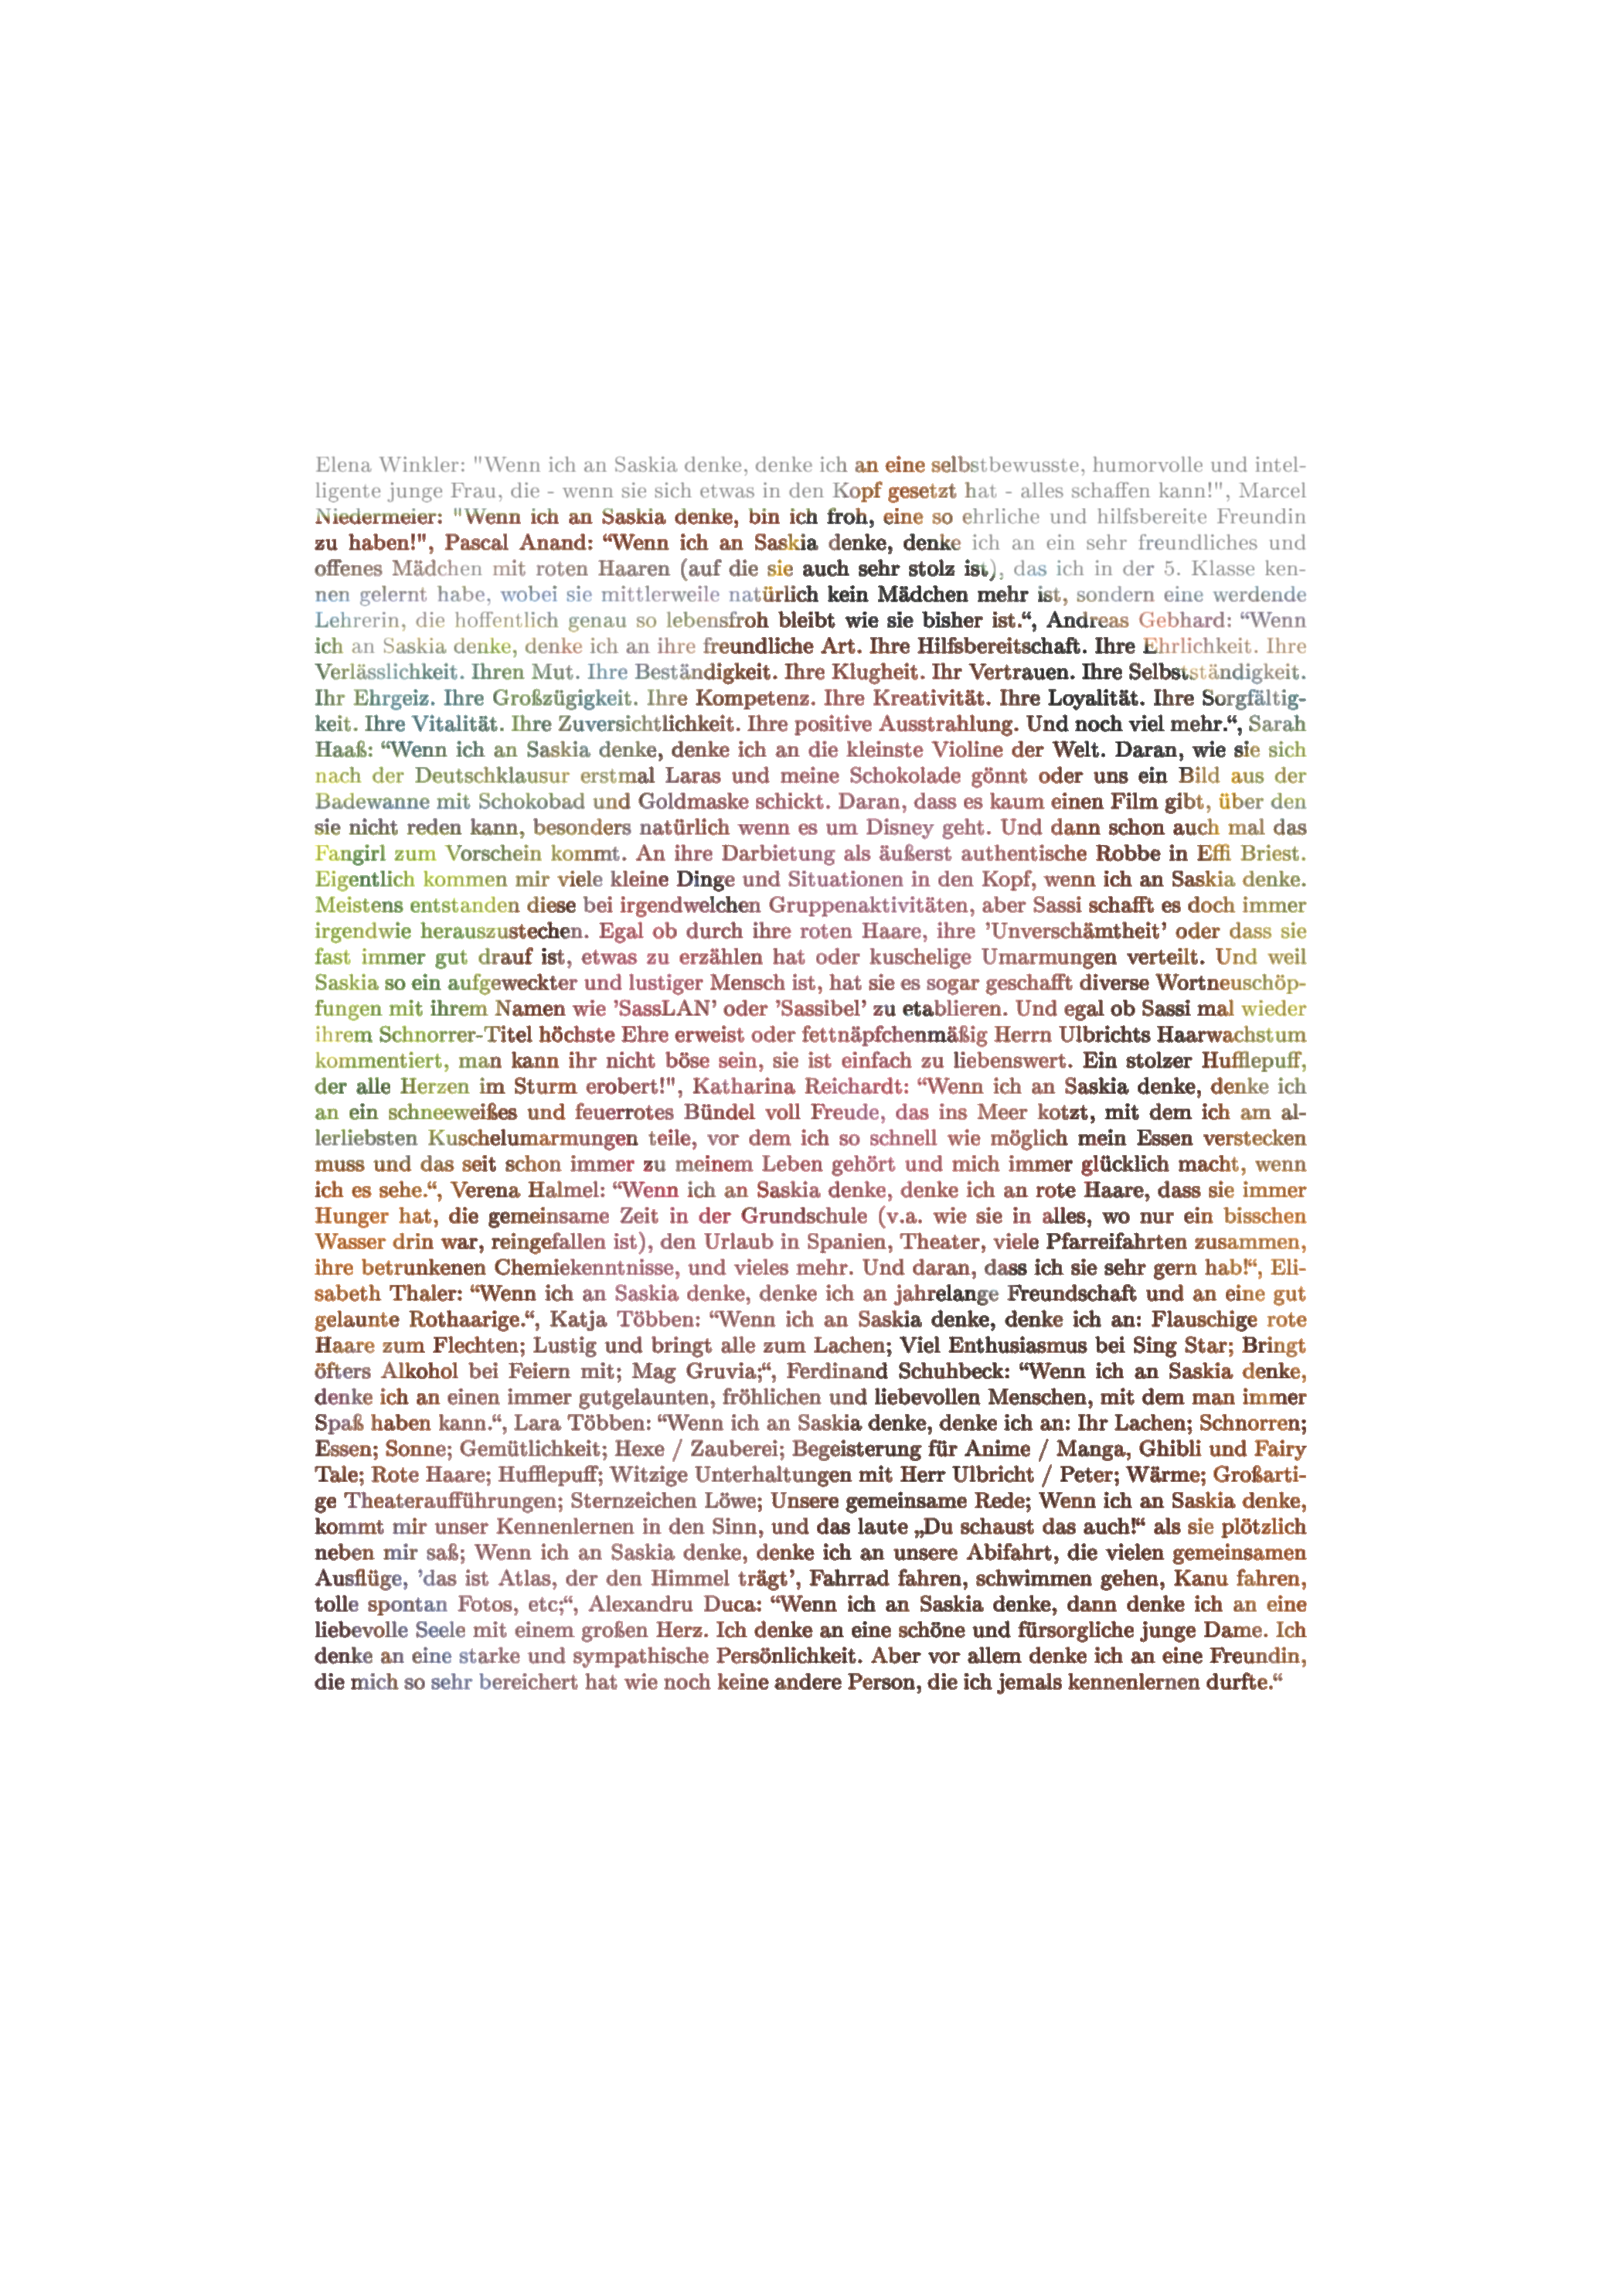 Elena Winkler: "Wenn ich an Saskia denke, denke ich an eine selbstbewusste, humorvolle und intel-
ligente junge Frau, die - wenn sie sich etwas in den Kopf gesetzt hat - alles schaffen kann!", Marcel
Niedermeier: "Wenn ich an Saskia denke, bin ich froh, eine so ehrliche und hilfsbereite Freundin
zu haben!", Pascal Anand: “Wenn ich an Saskia denke, denke ich an ein sehr freundliches und
offenes Mädchen mit roten Haaren (auf die sie auch sehr stolz ist), das ich in der 5. Klasse ken-
nen gelernt habe, wobei sie mittlerweile natürlich kein Mädchen mehr ist, sondern eine werdende
Lehrerin, die hoffentlich genau so lebensfroh bleibt wie sie bisher ist.“, Andreas Gebhard: “Wenn
ich an Saskia denke, denke ich an ihre freundliche Art. Ihre Hilfsbereitschaft. Ihre Ehrlichkeit. Ihre
Verlässlichkeit. Ihren Mut. Ihre Beständigkeit. Ihre Klugheit. Ihr Vertrauen. Ihre Selbstständigkeit.
Ihr Ehrgeiz. Ihre Großzügigkeit. Ihre Kompetenz. Ihre Kreativität. Ihre Loyalität. Ihre Sorgfältig-
keit. Ihre Vitalität. Ihre Zuversichtlichkeit. Ihre positive Ausstrahlung. Und noch viel mehr.“, Sarah
Haaß: “Wenn ich an Saskia denke, denke ich an die kleinste Violine der Welt. Daran, wie sie sich
nach der Deutschklausur erstmal Laras und meine Schokolade gönnt oder uns ein Bild aus der
Badewanne mit Schokobad und Goldmaske schickt. Daran, dass es kaum einen Film gibt, über den
sie nicht reden kann, besonders natürlich wenn es um Disney geht. Und dann schon auch mal das
Fangirl zum Vorschein kommt. An ihre Darbietung als äußerst authentische Robbe in Effi Briest.
Eigentlich kommen mir viele kleine Dinge und Situationen in den Kopf, wenn ich an Saskia denke.
Meistens entstanden diese bei irgendwelchen Gruppenaktivitäten, aber Sassi schafft es doch immer
irgendwie herauszustechen. Egal ob durch ihre roten Haare, ihre ’Unverschämtheit’ oder dass sie
fast immer gut drauf ist, etwas zu erzählen hat oder kuschelige Umarmungen verteilt. Und weil
Saskia so ein aufgeweckter und lustiger Mensch ist, hat sie es sogar geschafft diverse Wortneuschöp-
fungen mit ihrem Namen wie ’SassLAN’ oder ’Sassibel’ zu etablieren. Und egal ob Sassi mal wieder
ihrem Schnorrer-Titel höchste Ehre erweist oder fettnäpfchenmäßig Herrn Ulbrichts Haarwachstum
kommentiert, man kann ihr nicht böse sein, sie ist einfach zu liebenswert. Ein stolzer Hufflepuff,
der alle Herzen im Sturm erobert!", Katharina Reichardt: “Wenn ich an Saskia denke, denke ich
an ein schneeweißes und feuerrotes Bündel voll Freude, das ins Meer kotzt, mit dem ich am al-
lerliebsten Kuschelumarmungen teile, vor dem ich so schnell wie möglich mein Essen verstecken
muss und das seit schon immer zu meinem Leben gehört und mich immer glücklich macht, wenn
ich es sehe.“, Verena Halmel: “Wenn ich an Saskia denke, denke ich an rote Haare, dass sie immer
Hunger hat, die gemeinsame Zeit in der Grundschule (v.a. wie sie in alles, wo nur ein bisschen
Wasser drin war, reingefallen ist), den Urlaub in Spanien, Theater, viele Pfarreifahrten zusammen,
ihre betrunkenen Chemiekenntnisse, und vieles mehr. Und daran, dass ich sie sehr gern hab!“, Eli-
sabeth Thaler: “Wenn ich an Saskia denke, denke ich an jahrelange Freundschaft und an eine gut
gelaunte Rothaarige.“, Katja Többen: “Wenn ich an Saskia denke, denke ich an: Flauschige rote
Haare zum Flechten; Lustig und bringt alle zum Lachen; Viel Enthusiasmus bei Sing Star; Bringt
öfters Alkohol bei Feiern mit; Mag Gruvia;“, Ferdinand Schuhbeck: “Wenn ich an Saskia denke,
denke ich an einen immer gutgelaunten, fröhlichen und liebevollen Menschen, mit dem man immer
Spaß haben kann.“, Lara Többen: “Wenn ich an Saskia denke, denke ich an: Ihr Lachen; Schnorren;
Essen; Sonne; Gemütlichkeit; Hexe / Zauberei; Begeisterung für Anime / Manga, Ghibli und Fairy
Tale; Rote Haare; Hufflepuff; Witzige Unterhaltungen mit Herr Ulbricht / Peter; Wärme; Großarti-
ge Theateraufführungen; Sternzeichen Löwe; Unsere gemeinsame Rede; Wenn ich an Saskia denke,
kommt mir unser Kennenlernen in den Sinn, und das laute „Du schaust das auch!“ als sie plötzlich
neben mir saß; Wenn ich an Saskia denke, denke ich an unsere Abifahrt, die vielen gemeinsamen
Ausflüge, ’das ist Atlas, der den Himmel trägt’, Fahrrad fahren, schwimmen gehen, Kanu fahren,
tolle spontan Fotos, etc;“, Alexandru Duca: “Wenn ich an Saskia denke, dann denke ich an eine
liebevolle Seele mit einem großen Herz. Ich denke an eine schöne und fürsorgliche junge Dame. Ich
denke an eine starke und sympathische Persönlichkeit. Aber vor allem denke ich an eine Freundin,
die mich so sehr bereichert hat wie noch keine andere Person, die ich jemals kennenlernen durfte.“